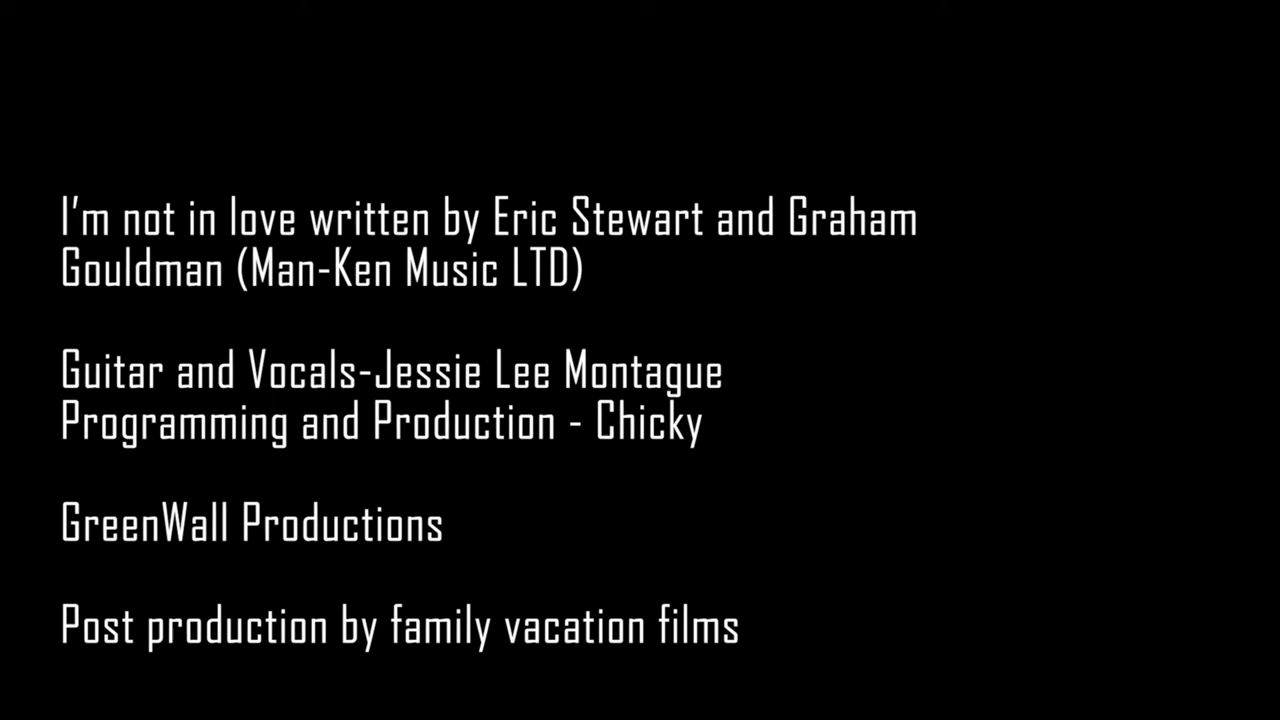 I'm not in love written by Eric Stewart and Graham
Gouldman (Man-Ken Music LTD)
Guitar and Vocals-Jessie Lee Montague
Programming and Production - Chicky
GreenWall Productions
Post production by family vacation films